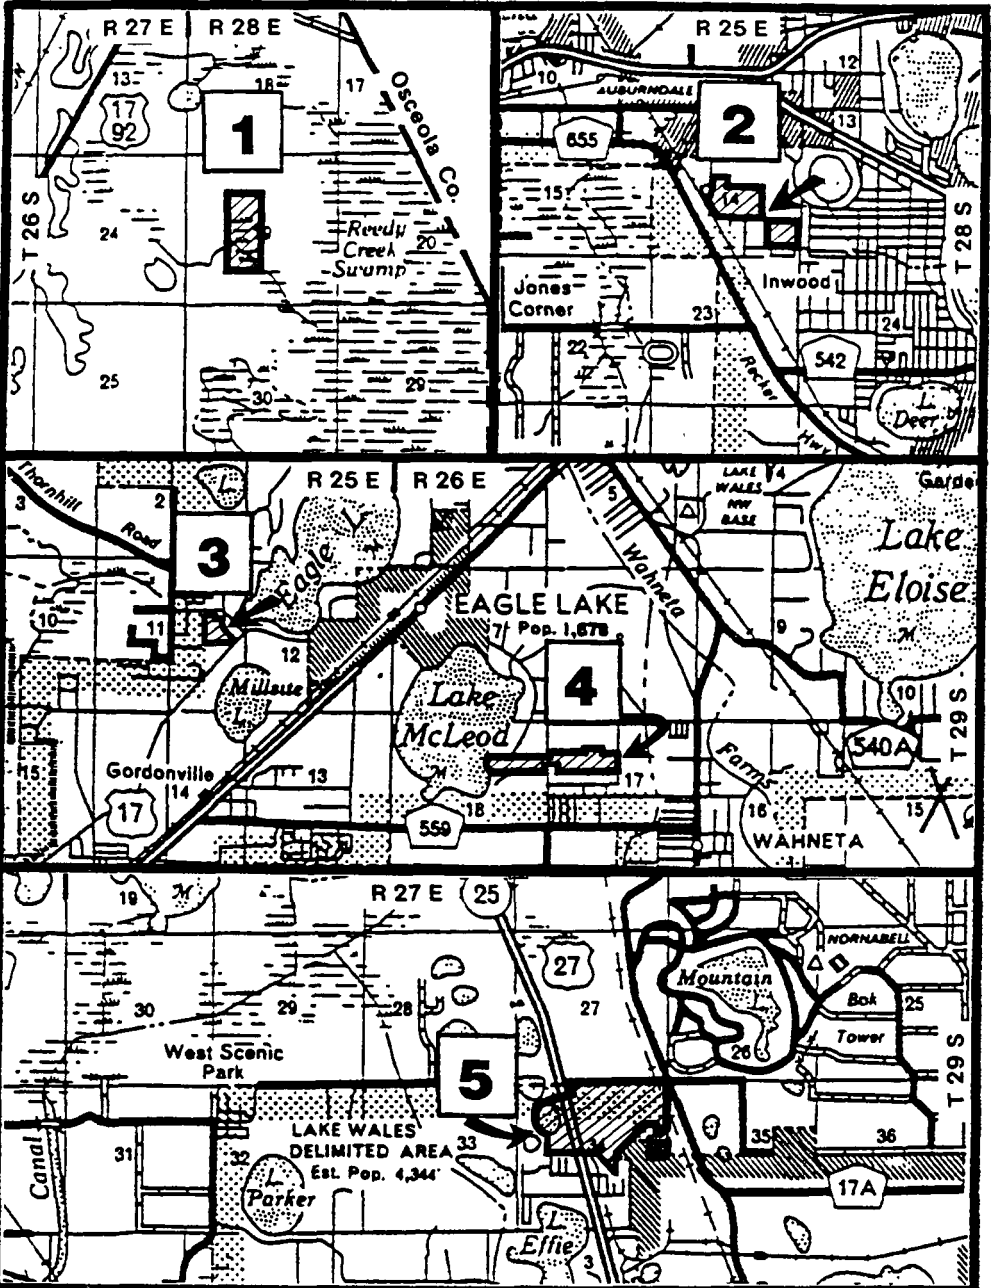 R 27 E R 28 E
13
18
17
17
92
1
Osceola Co.
T 26 S
24
Reedy
Creek
Swamp
20
25
30
29
R 25 E
10
12
AUBURNDALE
13
655
2
15
14
T 28 S
Jones
Corner
Inwood
23
24
22
542
Recker
Hwy
L.
Deer
R 25 E R 26 E
Thornhill
Road
3
2
L.
3
Eagle
L.
5
LAKE
WALES
NW
BASE
4
Garden
Wahneta
Lake
Eloise
M
EAGLE LAKE
Pop. 1,678
10
11
12
7
9
Millsite
L.
Lake
McLeod
M
4
10
540A
T 29 S
15
Gordonville
14
13
17
18
17
559
Farms
16
15
WAHNETA
R 27 E
25
19
M
27
NORNABELL
Mountain
L.
30
29
28
27
26
Bok
25
Tower
West Scenic
Park
5
T 29 S
Canal
31
32
LAKE WALES
DELIMITED AREA
Est. Pop. 4,344
33
34
35
36
L.
Parker
17A
L.
Effie
3